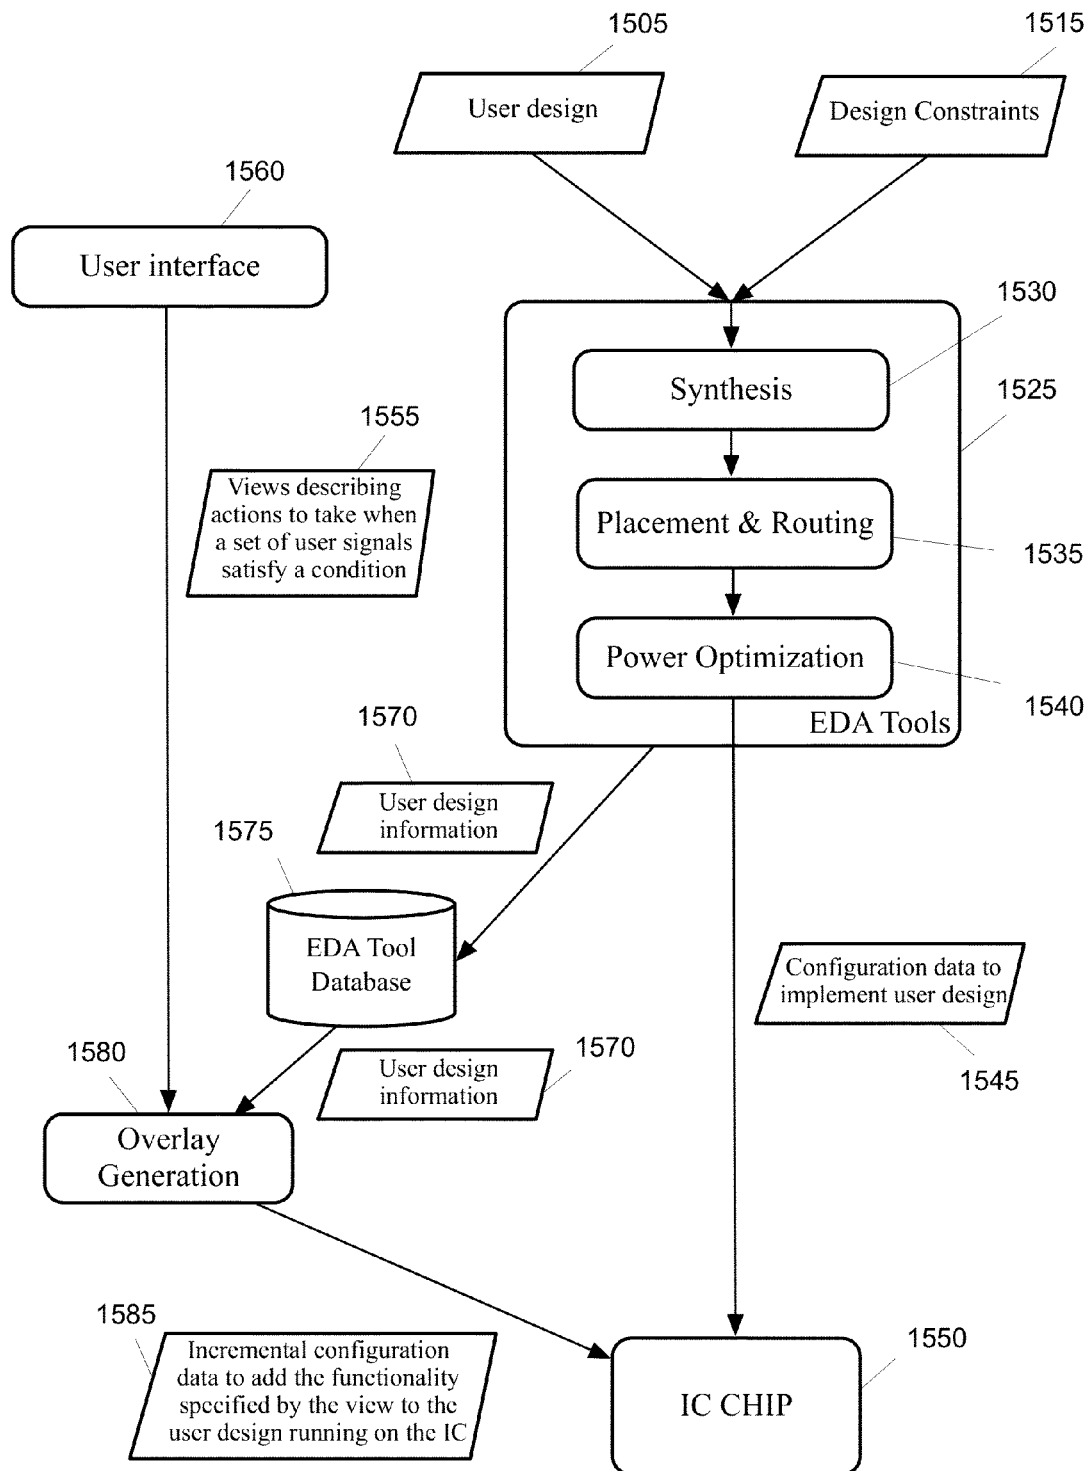 1505
1515
User design
Design Constraints
1560
User interface
1530
Synthesis
1525
1555
Views describing
actions to take when
a set of user signals
satisfy a condition
Placement & Routing
1535
Power Optimization
1540
EDA Tools
1570
User design
information
1575
EDA Tool
Database
Configuration data to
implement user design
1545
1580
User design
information
1570
Overlay
Generation
1585
Incremental configuration
data to add the functionality
specified by the view to the
user design running on the IC
1550
IC CHIP